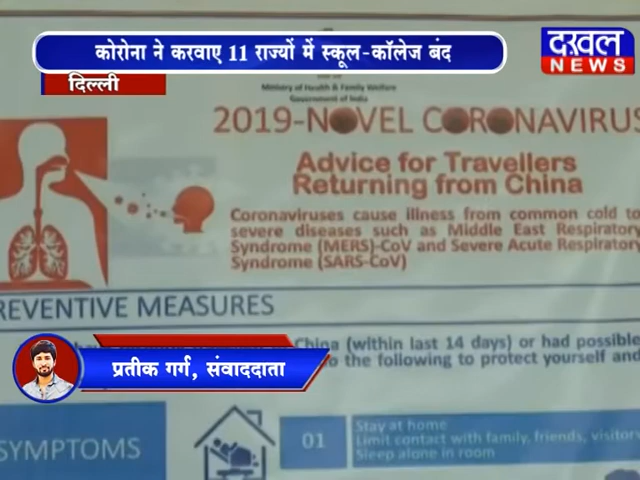 कोरोना ने करवाए 11 राज्यों में स्कूल-कॉलेज बंद
दखल
NEWS
दिल्ली
Ministry of Health & Family Welfare
Government of India
2019-NOVEL CORONAVIRUS
Advice for Travellers
Returning from China
Coronaviruses cause illness from common cold to
severe diseases such as Middle East Respiratory
Syndrome (MERS)-CoV and Severe Acute Respiratory
Syndrome (SARS-CoV)
REVENTIVE MEASURES
China (within last 14 days) or had possible
the following to protect yourself and
प्रतीक गर्ग, संवाददाता
SYMPTOMS
01
Stay at home
Limit contact with family, friends, visitors
Sleep alone in room